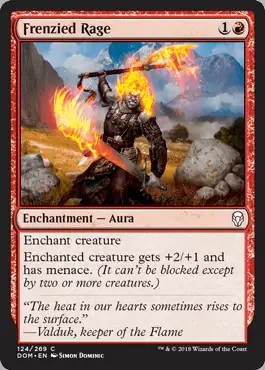 Frenzied Rage 1
Enchantment — Aura
Enchant creature
Enchanted creature gets +2/+1 and
has menace. (It can't be blocked except
by two or more creatures.)
“The heat in our hearts sometimes rises to
the surface.”
—Valduk, keeper of the Flame
124/269 C
DOM • EN SIMON DOMINIC
™ & © 2018 Wizards of the Coast